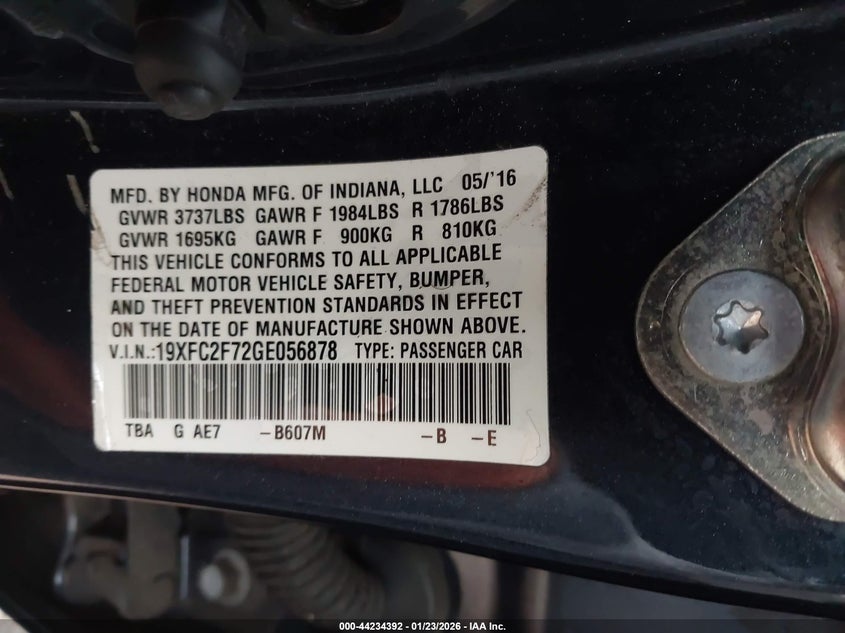 MFD. BY HONDA MFG. OF INDIANA, LLC 05/'16
GVWR 3737LBS GAWR F 1984LBS R 1786LBS
GVWR 1695KG GAWR F 900KG R 810KG
THIS VEHICLE CONFORMS TO ALL APPLICABLE
FEDERAL MOTOR VEHICLE SAFETY, BUMPER,
AND THEFT PREVENTION STANDARDS IN EFFECT
ON THE DATE OF MANUFACTURE SHOWN ABOVE.
V.I.N.:19XFC2F72GE056878 TYPE: PASSENGER CAR
TBA G AE7 -B607M -B -E
000-44234392 | 01/23/2026 | IAA Inc.